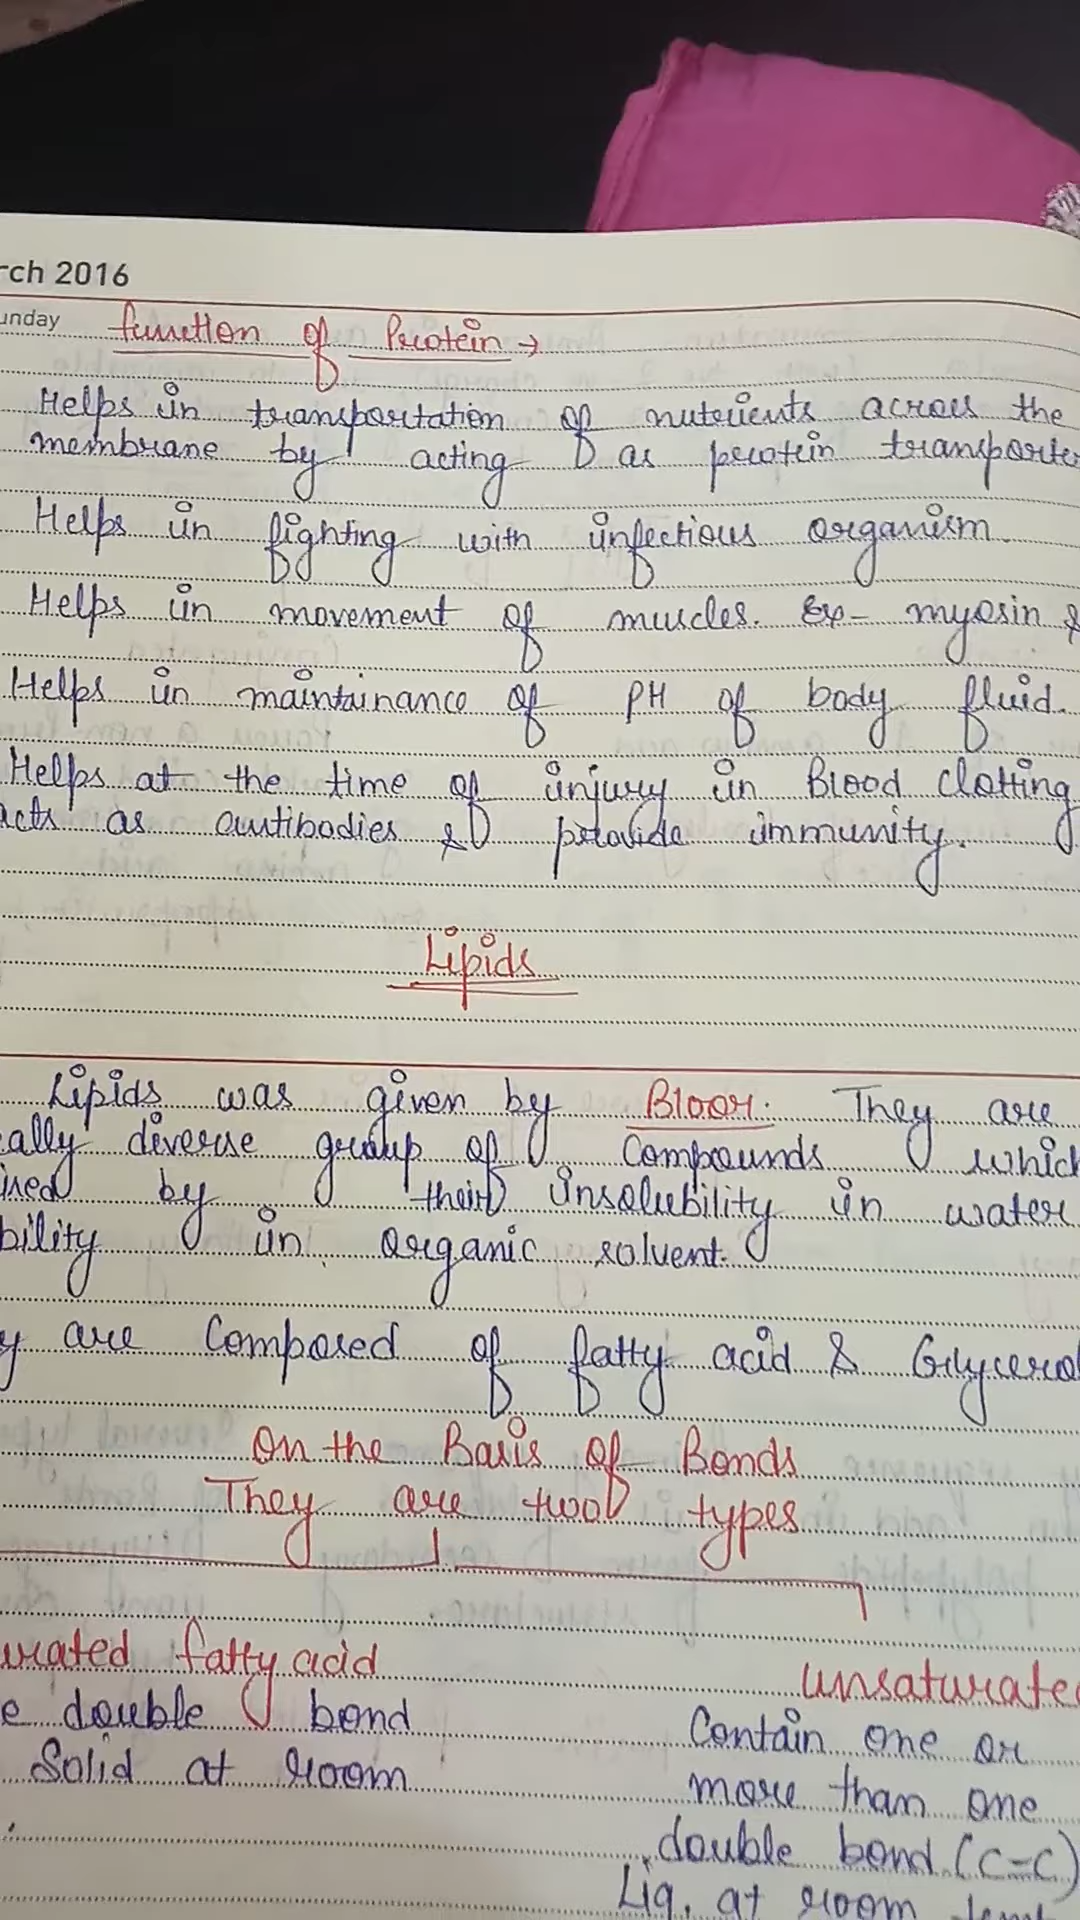 rch 2016
unday function of Protein →
Helps in transportation of nutrients across the
membrane by acting as protein transporte
Helps in fighting with infectious organism.
Helps in movement of muscles. Ex- myosin &
Helps in maintainance of PH of body fluid.
Helps at the time of injury in Blood clotting
acts as antibodies & provide immunity.
Lipids
Lipids was given by Bloor. They are
ally diverse group of Compounds which
ined by their insolubility in water
bility in organic solvent.
y are Composed of fatty acid & Glycerol
On the Basis of Bonds
They are two types
urated fatty acid
unsaturated
e double bond
Contain one or
Solid at room
more than one
double bond (C=C)
Liq. at room temp